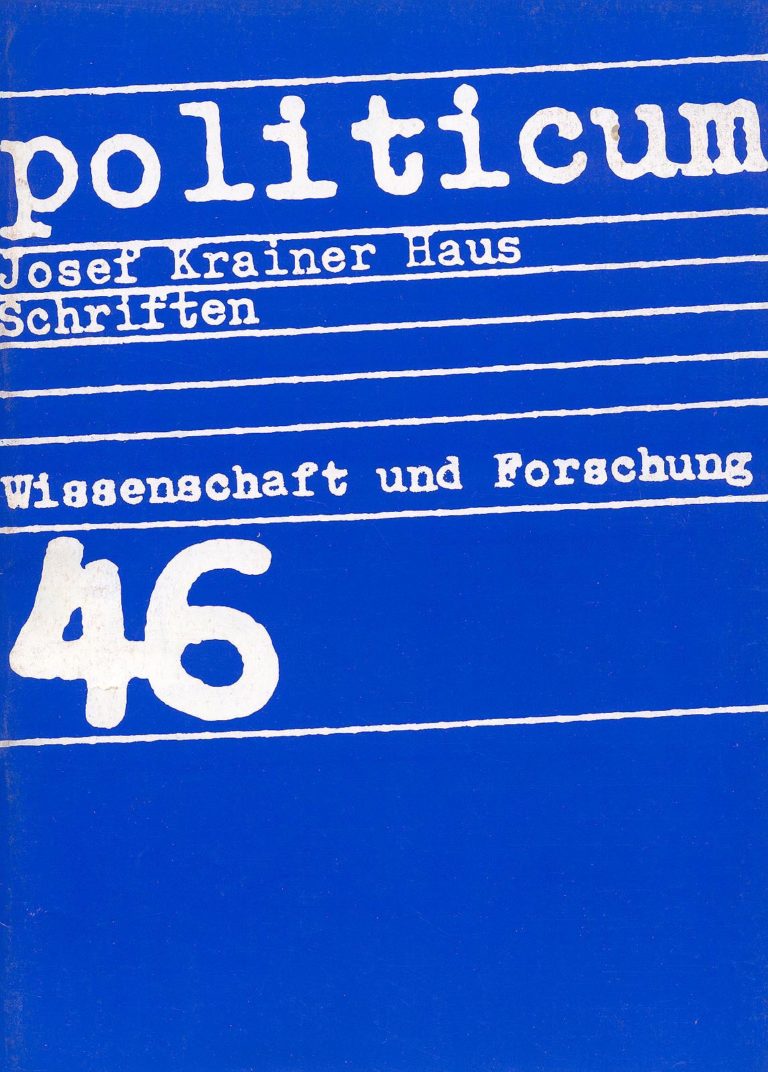 politicum
Josef Krainer Haus
Schriften
Wissenschaft und Forschung
46